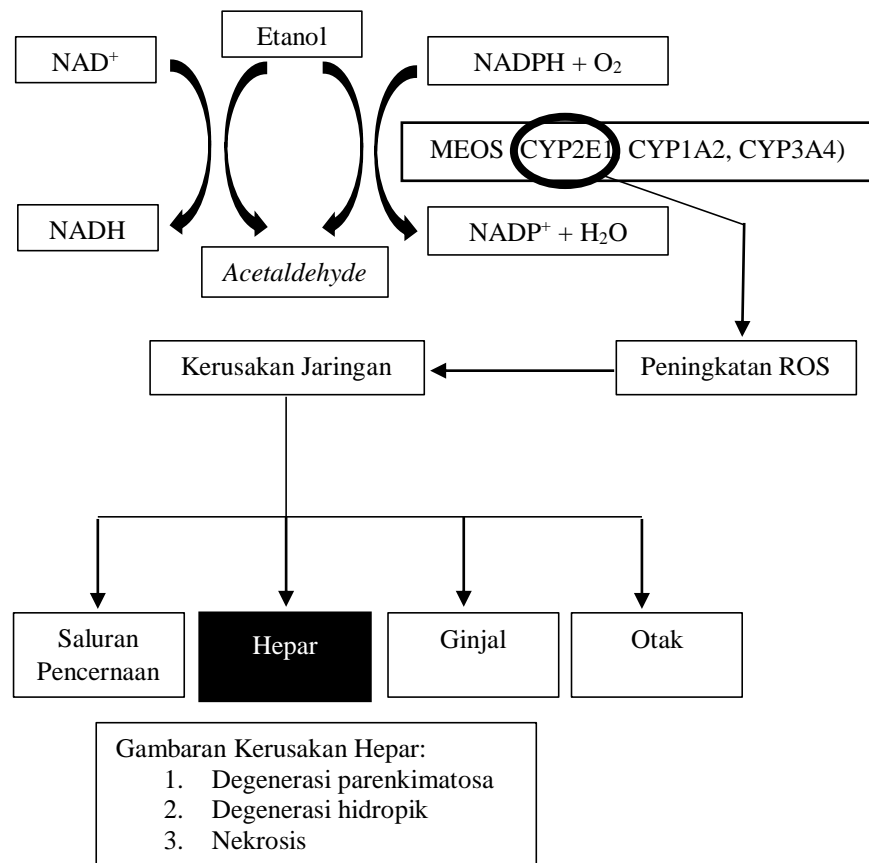 Etanol
NAD⁺
NADPH + O₂
MEOS (CYP2E1, CYP1A2, CYP3A4)
NADH
NADP⁺ + H₂O
Acetaldehyde
Kerusakan Jaringan
Peningkatan ROS
Saluran
Pencernaan
Hepar
Ginjal
Otak
Gambaran Kerusakan Hepar:
1. Degenerasi parenkimatosa
2. Degenerasi hidropik
3. Nekrosis